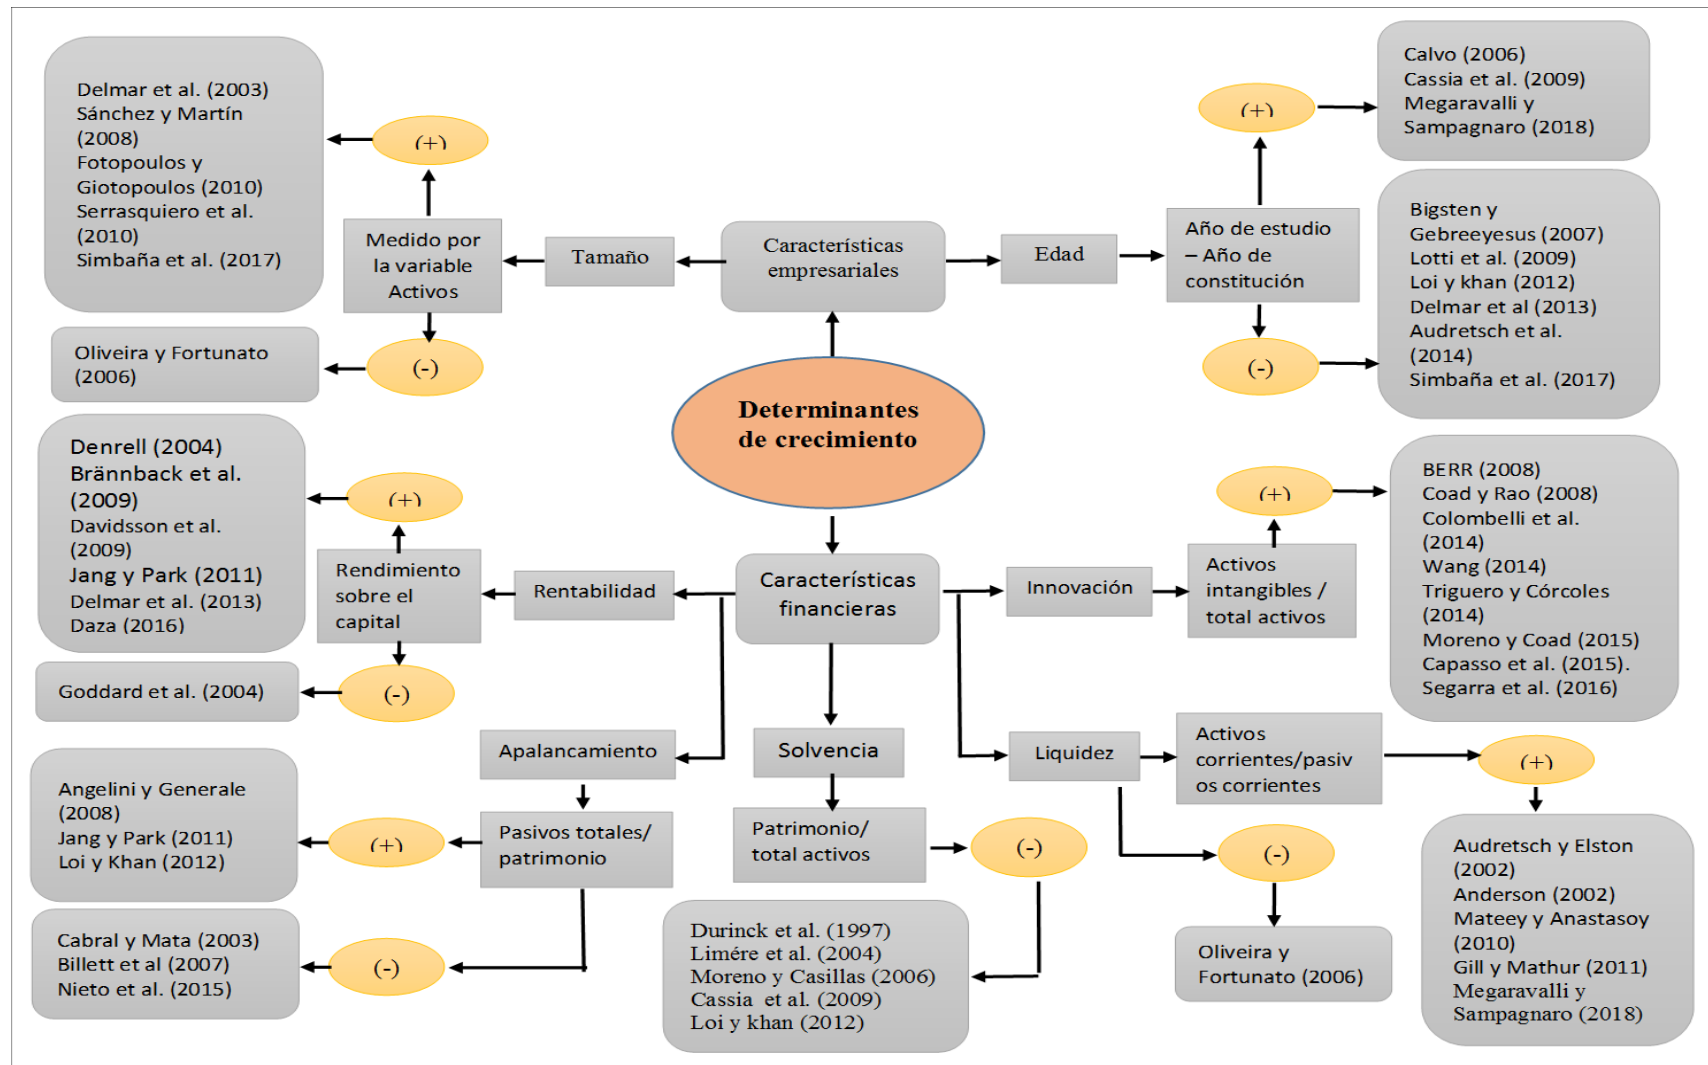 Delmar et al. (2003)
Sánchez y Martín
(2008)
Fotopoulos y
Giotopoulos (2010)
Serrasquiero et al.
(2010)
Simbaña et al. (2017)
(+)
Medido por
la variable
Activos
(-)
Oliveira y Fortunato
(2006)
Tamaño
Características
empresariales
Edad
Año de estudio
– Año de
constitución
(+)
Calvo (2006)
Cassia et al. (2009)
Megaravalli y
Sampagnaro (2018)
(-)
Bigsten y
Gebreeyesus (2007)
Lotti et al. (2009)
Loi y khan (2012)
Delmar et al (2013)
Audretsch et al.
(2014)
Simbaña et al. (2017)
Determinantes
de crecimiento
Denrell (2004)
Brännback et al.
(2009)
Davidsson et al.
(2009)
Jang y Park (2011)
Delmar et al. (2013)
Daza (2016)
(+)
Rendimiento
sobre el
capital
(-)
Goddard et al. (2004)
Rentabilidad
Características
financieras
Innovación
Activos
intangibles /
total activos
(+)
BERR (2008)
Coad y Rao (2008)
Colombelli et al.
(2014)
Wang (2014)
Triguero y Córcoles
(2014)
Moreno y Coad (2015)
Capasso et al. (2015).
Segarra et al. (2016)
Apalancamiento
Pasivos totales/
patrimonio
(+)
Angelini y Generale
(2008)
Jang y Park (2011)
Loi y Khan (2012)
(-)
Cabral y Mata (2003)
Billett et al (2007)
Nieto et al. (2015)
Solvencia
Patrimonio/
total activos
(-)
Durinck et al. (1997)
Limére et al. (2004)
Moreno y Casillas (2006)
Cassia  et al. (2009)
Loi y khan (2012)
Liquidez
Activos
corrientes/pasiv
os corrientes
(+)
Audretsch y Elston
(2002)
Anderson (2002)
Mateey y Anastasoy
(2010)
Gill y Mathur (2011)
Megaravalli y
Sampagnaro (2018)
(-)
Oliveira y
Fortunato (2006)